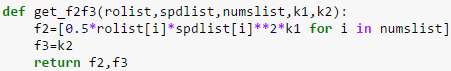 def get_f2f3(rolist,spdlist,numslist,k1,k2):
    f2=[0.5*rolist[i]*spdlist[i]**2*k1 for i in numslist]
    f3=k2
    return f2,f3